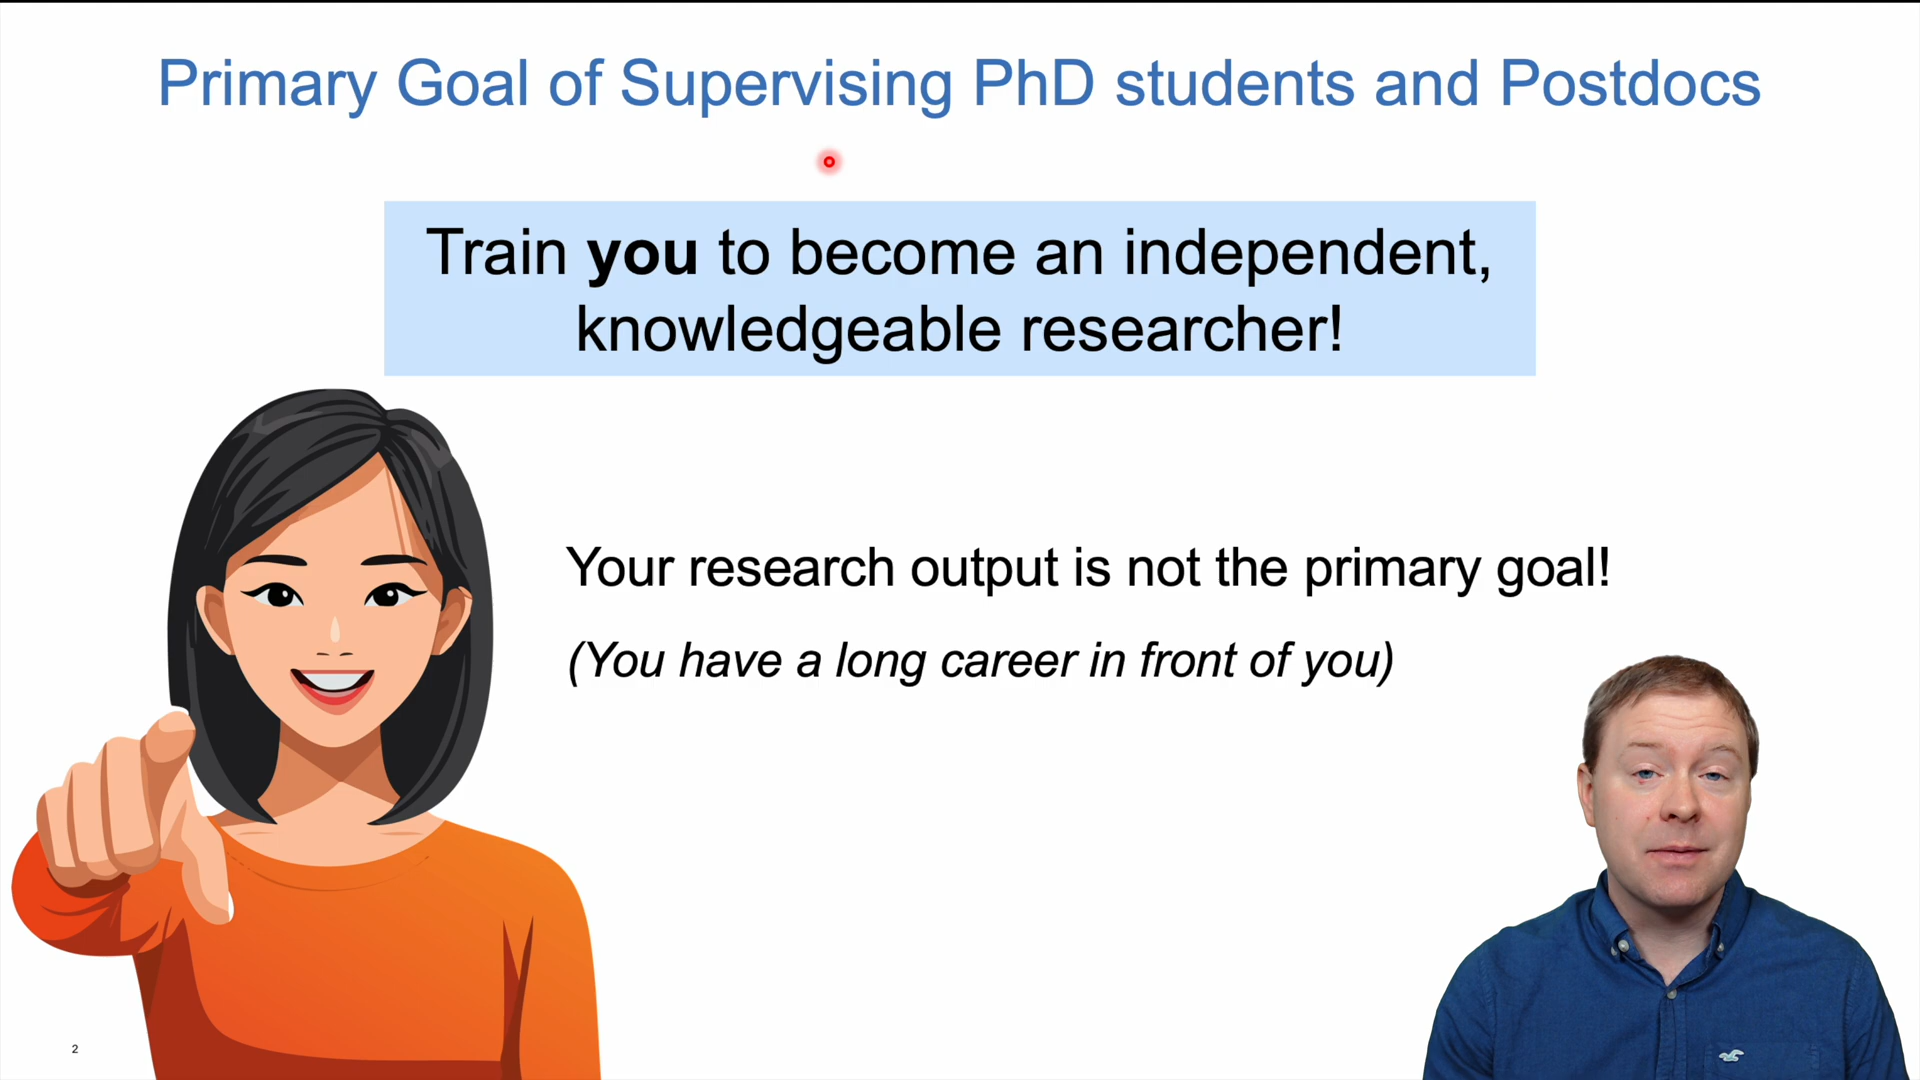 Primary Goal of Supervising PhD students and Postdocs
Train you to become an independent,
knowledgeable researcher!
Your research output is not the primary goal!
(You have a long career in front of you)
2